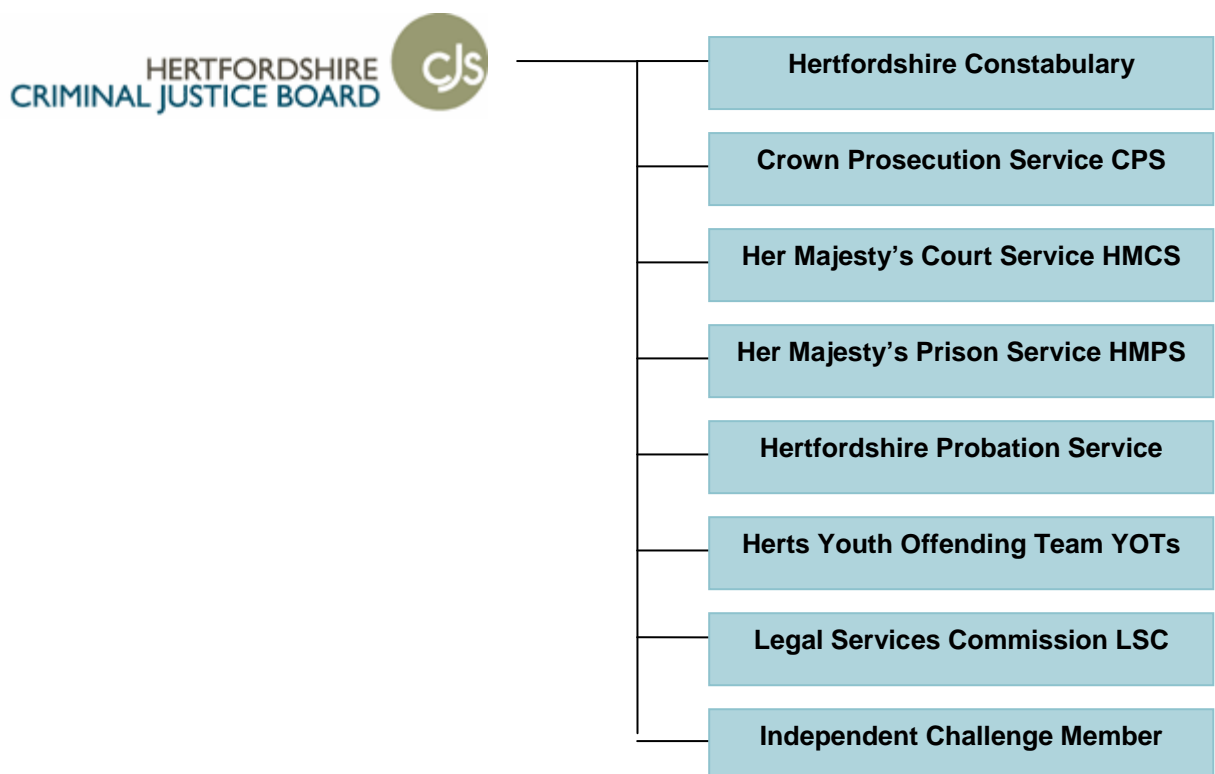 HERTFORDSHIRE
CRIMINAL JUSTICE BOARD
cjs
Hertfordshire Constabulary
Crown Prosecution Service CPS
Her Majesty’s Court Service HMCS
Her Majesty’s Prison Service HMPS
Hertfordshire Probation Service
Herts Youth Offending Team YOTs
Legal Services Commission LSC
Independent Challenge Member